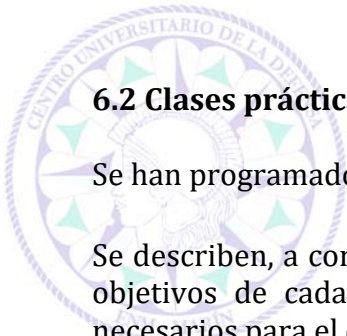 CENTRO UNIVERSITARIO DE LA DEFENSA
6.2 Clases práctic
Se han programado
Se describen, a con
objetivos de cada
necesarios para el